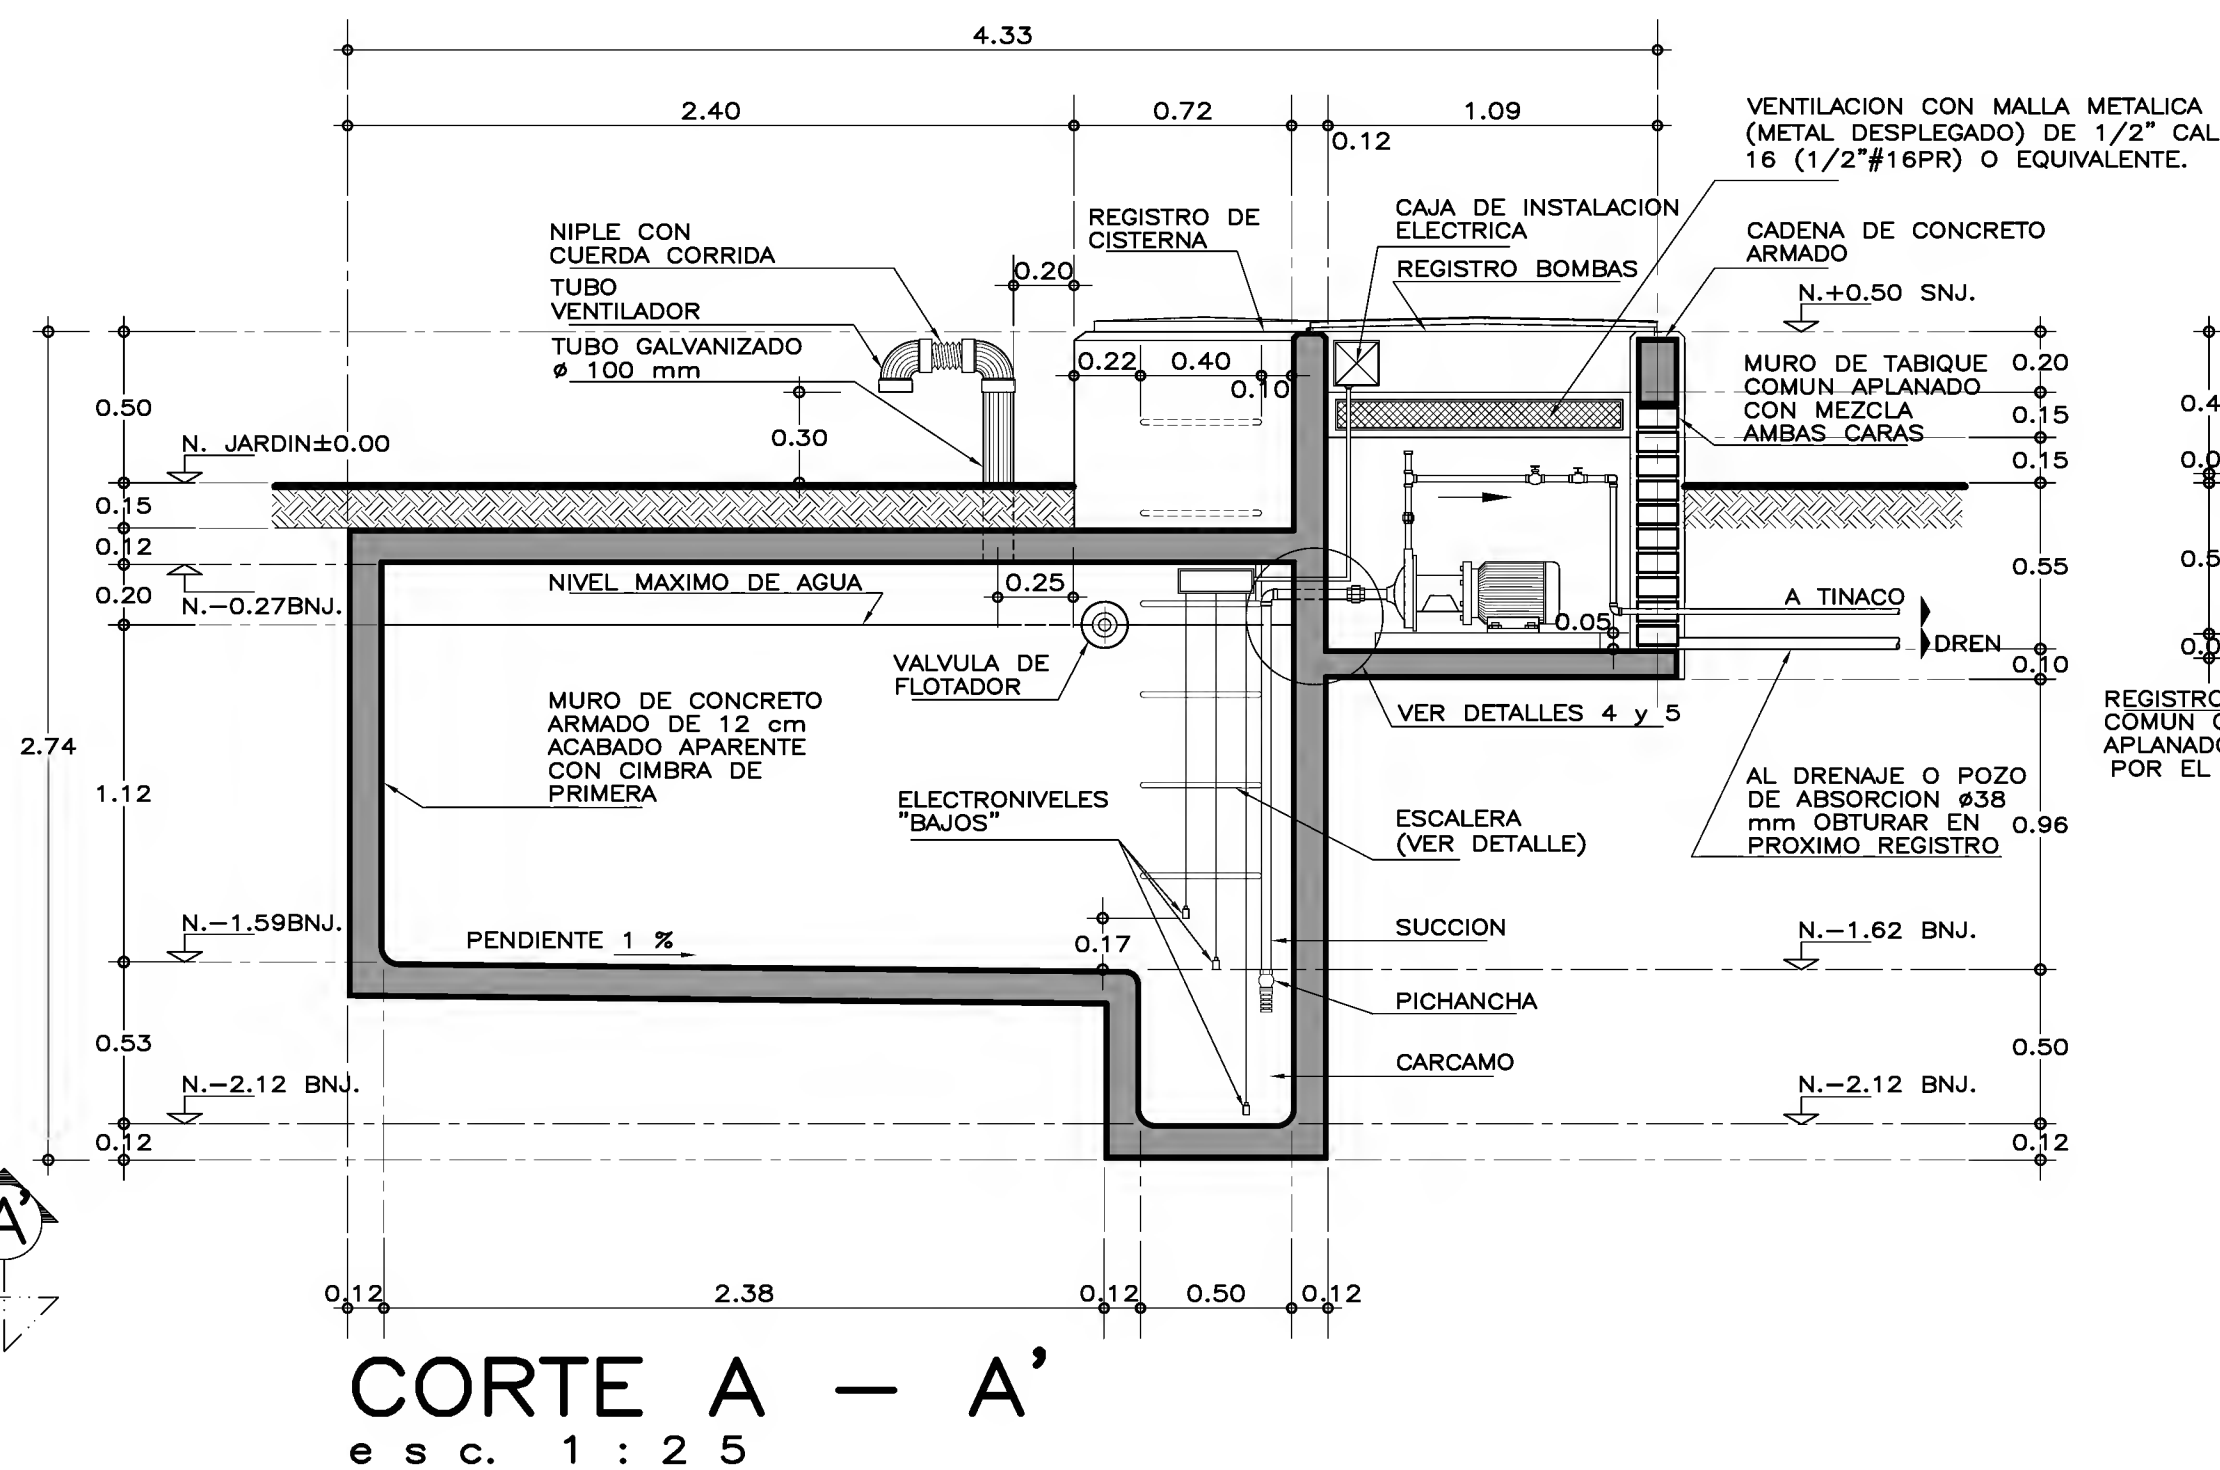 4.33
2.40
0.72
1.09
0.12
VENTILACION CON MALLA METALICA
(METAL DESPLEGADO) DE 1/2" CAL
16 (1/2"#16PR) O EQUIVALENTE.
NIPLE CON
CUERDA CORRIDA
TUBO
VENTILADOR
TUBO GALVANIZADO
ø 100 mm
0.20
REGISTRO DE
CISTERNA
CAJA DE INSTALACION
ELECTRICA
REGISTRO BOMBAS
CADENA DE CONCRETO
ARMADO
N.+0.50 SNJ.
MURO DE TABIQUE
COMUN APLANADO
CON MEZCLA
AMBAS CARAS
0.22
0.40
0.10
0.30
N. JARDIN±0.00
N.-0.27BNJ.
0.50
0.15
0.12
0.20
1.12
0.53
0.12
2.74
0.20
0.15
0.15
0.55
0.10
0.96
0.50
0.12
NIVEL MAXIMO DE AGUA
0.25
VALVULA DE
FLOTADOR
0.05
A TINACO
DREN
VER DETALLES 4 y 5
MURO DE CONCRETO
ARMADO DE 12 cm
ACABADO APARENTE
CON CIMBRA DE
PRIMERA
ELECTRONIVELES
"BAJOS"
ESCALERA
(VER DETALLE)
AL DRENAJE O POZO
DE ABSORCION ø38
mm OBTURAR EN
PROXIMO REGISTRO
REGISTRO
COMUN
APLANAD
POR EL
N.-1.59BNJ.
PENDIENTE 1 %
0.17
SUCCION
PICHANCHA
CARCAMO
N.-1.62 BNJ.
N.-2.12 BNJ.
N.-2.12 BNJ.
A'
0.12
2.38
0.12
0.50
0.12
CORTE A - A'
esc. 1:25